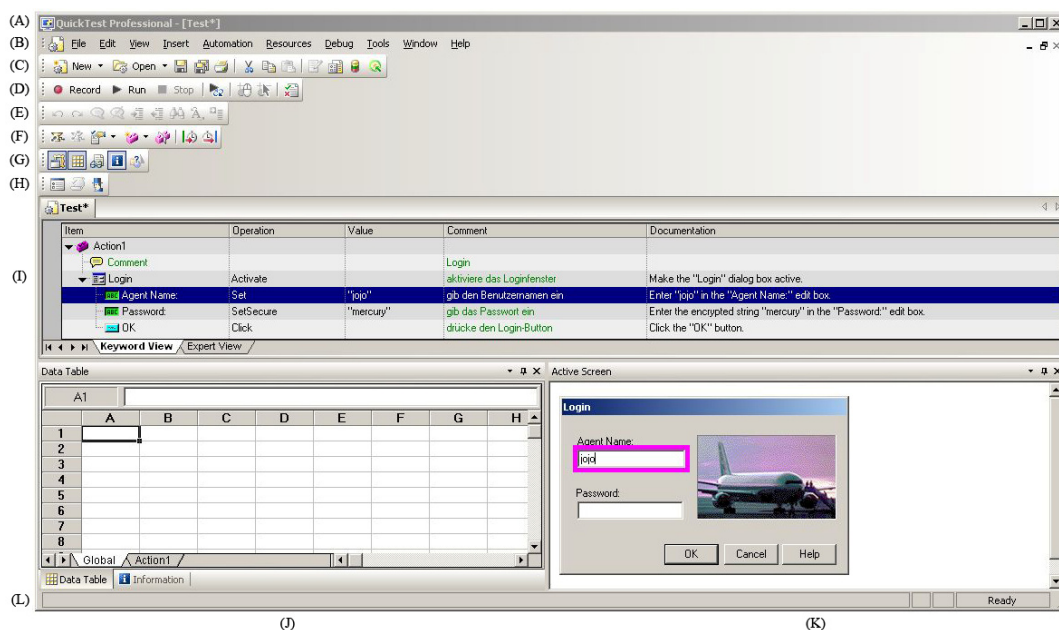 (A) QuickTest Professional - [Test*]
(B) File Edit View Insert Automation Resources Debug Tools Window Help
(C) New Open
(D) Record Run Stop
(E)
(F)
(G)
(H)
Test*
Item Operation Value Comment Documentation
Action1
Comment Login
(I) Login Activate aktiviere das Loginfenster Make the "Login" dialog box active.
Agent Name: Set "jojo" gib den Benutzernamen ein Enter "jojo" in the "Agent Name:" edit box.
Password: SetSecure "mercury" gib das Passwort ein Enter the encrypted string "mercury" in the "Password:" edit box.
OK Click drücke den Login-Button Click the "OK" button.
Keyword View Expert View
Data Table Active Screen
A1
A B C D E F G H
1
2
3
4
5
6
7
8
Global Action1
Data Table Information
Login
Agent Name:
jojo
Password:
OK Cancel Help
(L) Ready
(J) (K)